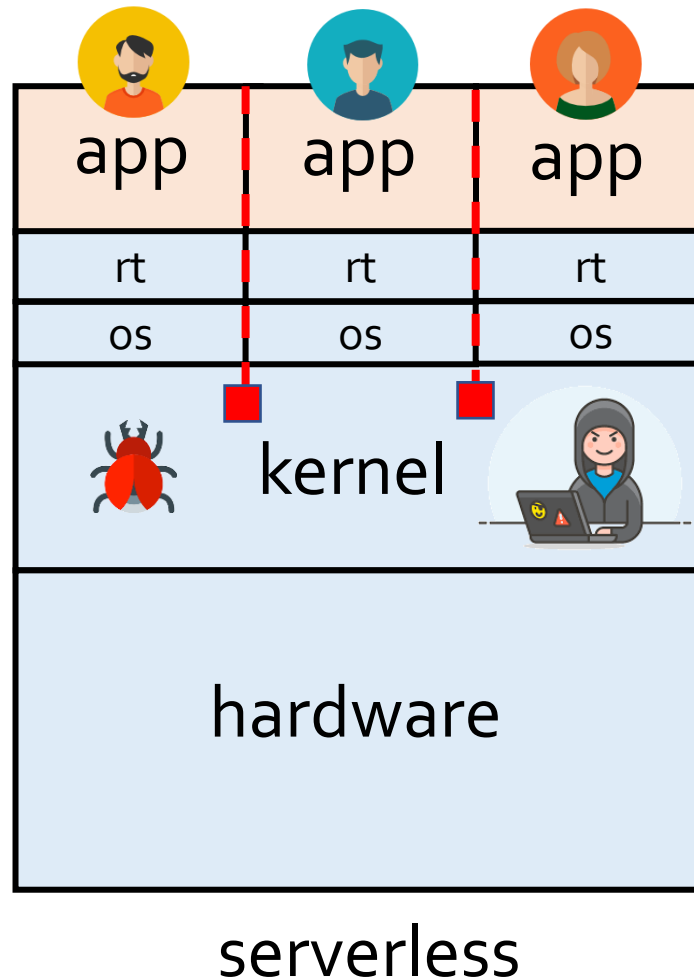 app app app
rt rt rt
os os os
kernel
hardware
serverless